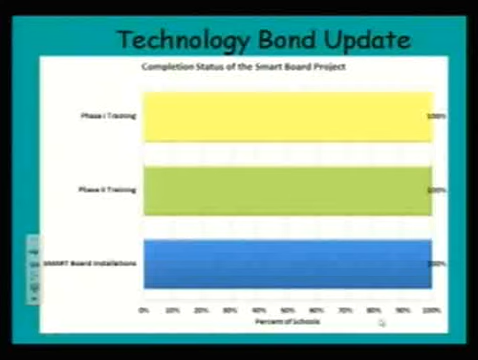 Technology Bond Update
Completion Status of the Smart Board Project
Phase I Training
100%
Phase II Training
100%
SMART Board Installations
100%
0% 10% 20% 30% 40% 50% 60% 70% 80% 90% 100%
Percent of Schools